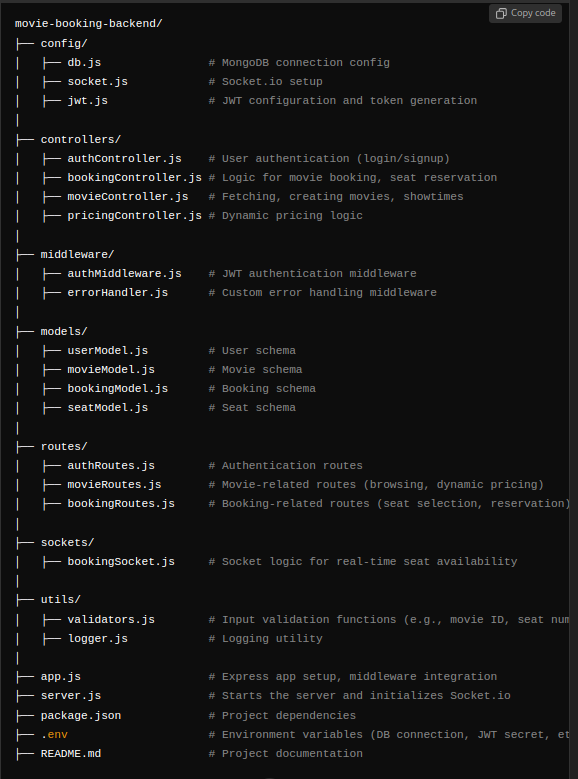 Copy code
movie-booking-backend/
├── config/
│   ├── db.js                # MongoDB connection config
│   ├── socket.js            # Socket.io setup
│   ├── jwt.js               # JWT configuration and token generation
│
├── controllers/
│   ├── authController.js    # User authentication (login/signup)
│   ├── bookingController.js # Logic for movie booking, seat reservation
│   ├── movieController.js   # Fetching, creating movies, showtimes
│   ├── pricingController.js # Dynamic pricing logic
│
├── middleware/
│   ├── authMiddleware.js    # JWT authentication middleware
│   ├── errorHandler.js      # Custom error handling middleware
│
├── models/
│   ├── userModel.js         # User schema
│   ├── movieModel.js        # Movie schema
│   ├── bookingModel.js      # Booking schema
│   ├── seatModel.js         # Seat schema
│
├── routes/
│   ├── authRoutes.js        # Authentication routes
│   ├── movieRoutes.js       # Movie-related routes (browsing, dynamic pricing)
│   ├── bookingRoutes.js     # Booking-related routes (seat selection, reservation)
│
├── sockets/
│   ├── bookingSocket.js     # Socket logic for real-time seat availability
│
├── utils/
│   ├── validators.js        # Input validation functions (e.g., movie ID, seat num
│   ├── logger.js            # Logging utility
│
├── app.js                   # Express app setup, middleware integration
├── server.js                # Starts the server and initializes Socket.io
├── package.json             # Project dependencies
├── .env                     # Environment variables (DB connection, JWT secret, et
├── README.md                # Project documentation